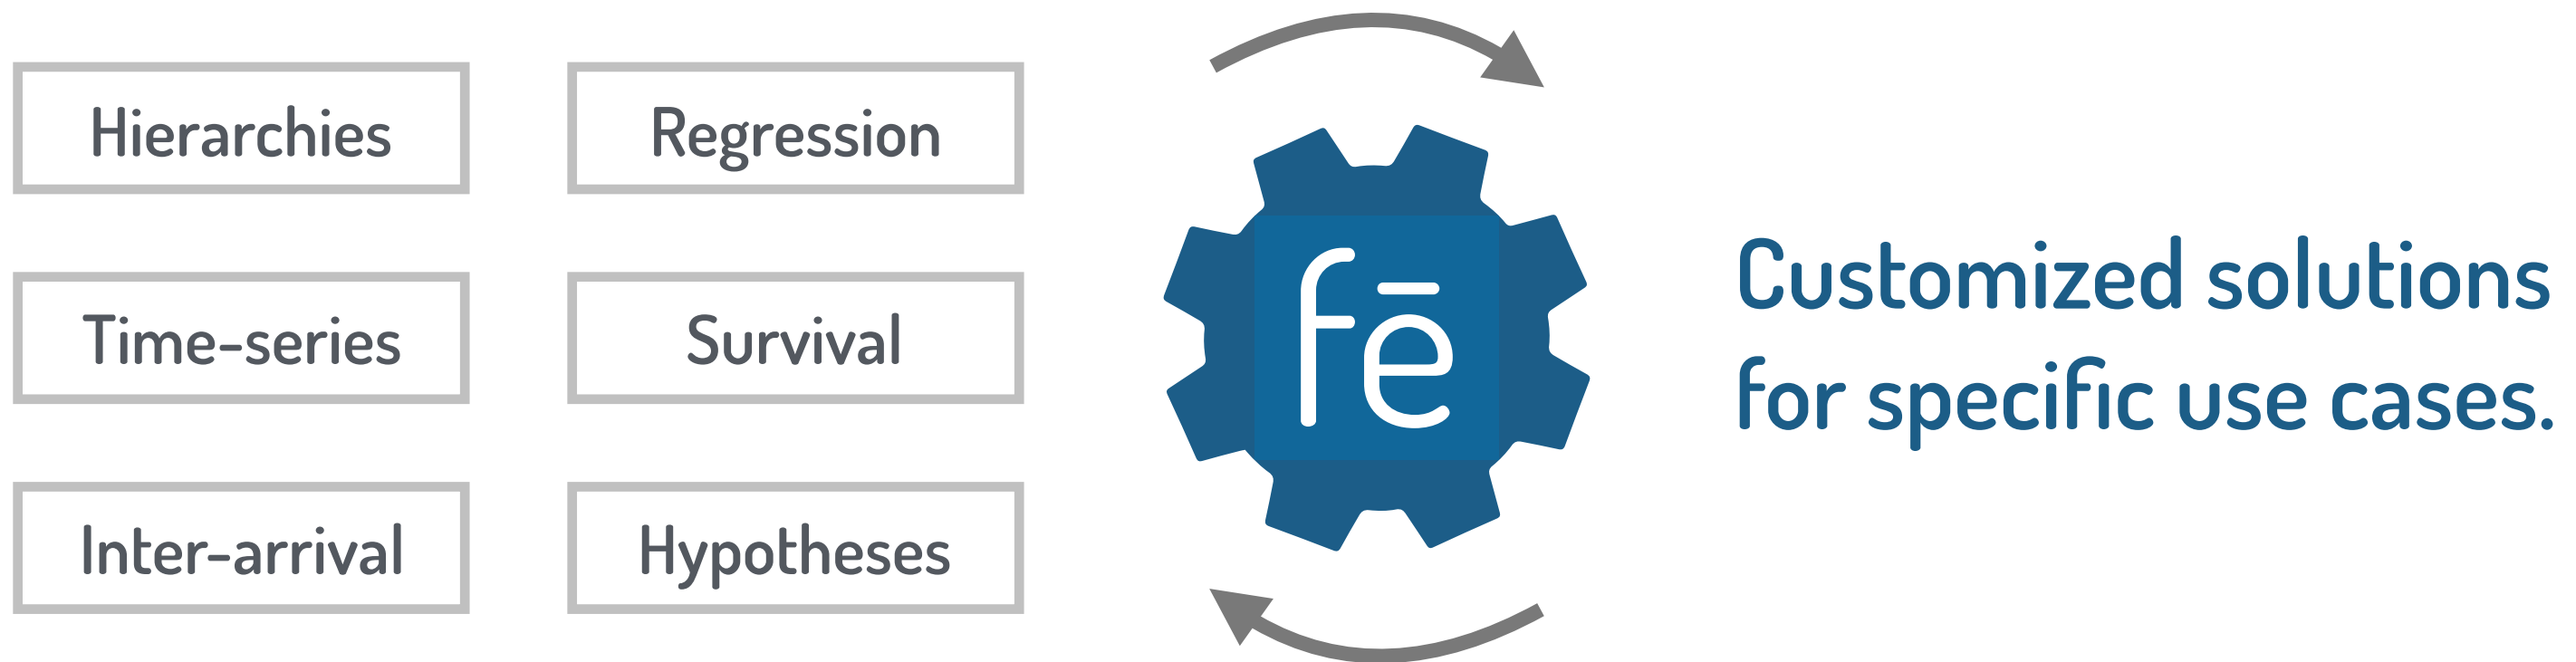 Hierarchies
Regression
Time-series
Survival
Inter-arrival
Hypotheses
fē
Customized solutions
for specific use cases.